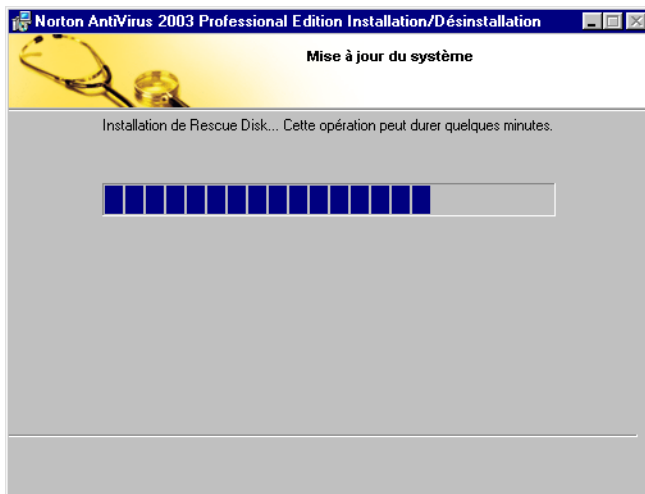 Norton AntiVirus 2003 Professional Edition Installation/Désinstallation
Mise à jour du système
Installation de Rescue Disk... Cette opération peut durer quelques minutes.